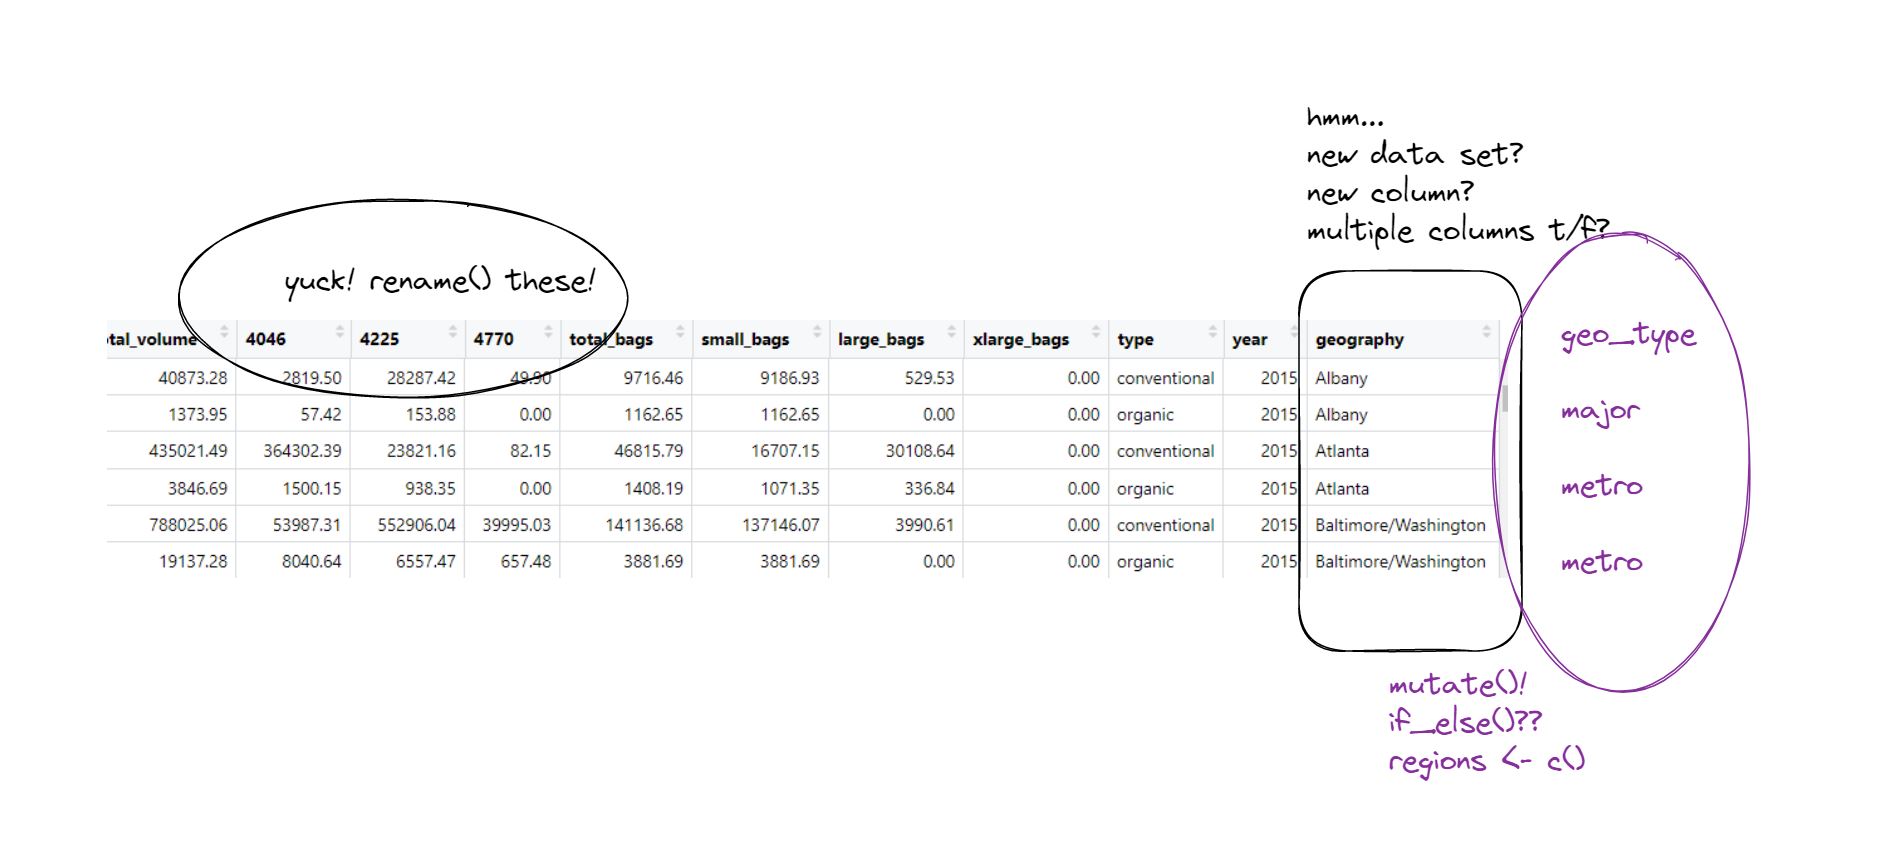 hmm...
new data set?
new column?
multiple columns t/f?
yuck! rename() these!
tal_volume 4046 4225 4770 total_bags small_bags large_bags xlarge_bags type year geography
40873.28 2819.50 28287.42 49.90 9716.46 9186.93 529.53 0.00 conventional 2015 Albany
1373.95 57.42 153.88 0.00 1162.65 1162.65 0.00 0.00 organic 2015 Albany
435021.49 364302.39 23821.16 82.15 46815.79 16707.15 30108.64 0.00 conventional 2015 Atlanta
3846.69 1500.15 938.35 0.00 1408.19 1071.35 336.84 0.00 organic 2015 Atlanta
788025.06 53987.31 552906.04 39995.03 141136.68 137146.07 3990.61 0.00 conventional 2015 Baltimore/Washington
19137.28 8040.64 6557.47 657.48 3881.69 3881.69 0.00 0.00 organic 2015 Baltimore/Washington
geo_type
major
metro
metro
mutate()!
if_else()??
regions <- c()